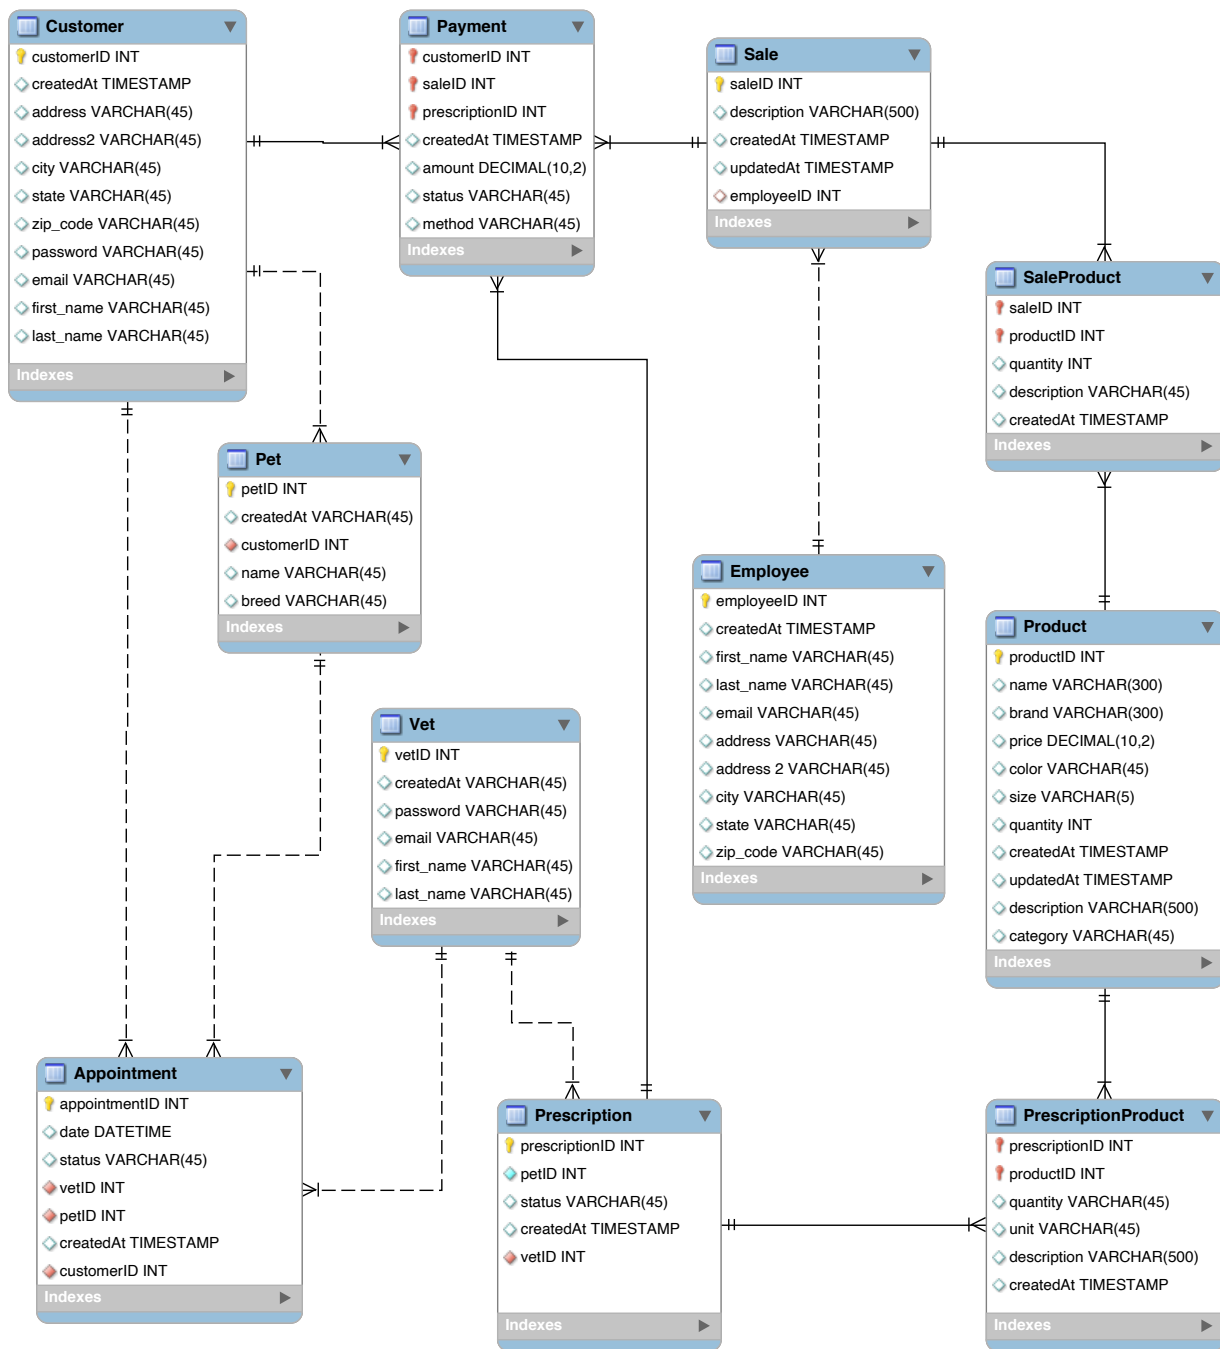 Customer
customerID INT
createdAt TIMESTAMP
address VARCHAR(45)
address2 VARCHAR(45)
city VARCHAR(45)
state VARCHAR(45)
zip_code VARCHAR(45)
password VARCHAR(45)
email VARCHAR(45)
first_name VARCHAR(45)
last_name VARCHAR(45)
Indexes
Payment
customerID INT
saleID INT
prescriptionID INT
createdAt TIMESTAMP
amount DECIMAL(10,2)
status VARCHAR(45)
method VARCHAR(45)
Indexes
Sale
saleID INT
description VARCHAR(500)
createdAt TIMESTAMP
updatedAt TIMESTAMP
employeeID INT
Indexes
SaleProduct
saleID INT
productID INT
quantity INT
description VARCHAR(45)
createdAt TIMESTAMP
Indexes
Pet
petID INT
createdAt VARCHAR(45)
customerID INT
name VARCHAR(45)
breed VARCHAR(45)
Indexes
Employee
employeeID INT
createdAt TIMESTAMP
first_name VARCHAR(45)
last_name VARCHAR(45)
email VARCHAR(45)
address VARCHAR(45)
address 2 VARCHAR(45)
city VARCHAR(45)
state VARCHAR(45)
zip_code VARCHAR(45)
Indexes
Product
productID INT
name VARCHAR(300)
brand VARCHAR(300)
price DECIMAL(10,2)
color VARCHAR(45)
size VARCHAR(5)
quantity INT
createdAt TIMESTAMP
updatedAt TIMESTAMP
description VARCHAR(500)
category VARCHAR(45)
Indexes
Vet
vetID INT
createdAt VARCHAR(45)
password VARCHAR(45)
email VARCHAR(45)
first_name VARCHAR(45)
last_name VARCHAR(45)
Indexes
Appointment
appointmentID INT
date DATETIME
status VARCHAR(45)
vetID INT
petID INT
createdAt TIMESTAMP
customerID INT
Indexes
Prescription
prescriptionID INT
petID INT
status VARCHAR(45)
createdAt TIMESTAMP
vetID INT
Indexes
PrescriptionProduct
prescriptionID INT
productID INT
quantity VARCHAR(45)
unit VARCHAR(45)
description VARCHAR(500)
createdAt TIMESTAMP
Indexes